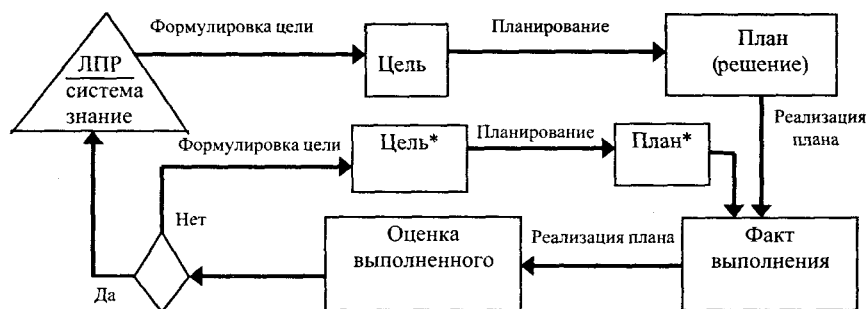 Формулировка цели
Планирование
ЛПР
система
знание
Цель
План
(решение)
Реализация
плана
Формулировка цели
Цель*
Планирование
План*
Нет
Да
Оценка
выполненного
Реализация плана
Факт
выполнения